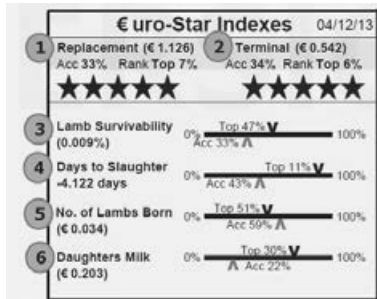 € uro-Star Indexes 04/12/13
1 Replacement (€ 1.126) 2 Terminal (€ 0.542)
Acc 33% Rank Top 7% Acc 34% Rank Top 6%
3 Lamb Survivability
(0.009%)
0% Top 47% 100%
Acc 33%
4 Days to Slaughter
-4.122 days
0% Top 11% 100%
Acc 43%
5 No. of Lambs Born
(€ 0.034)
0% Top 51% 100%
Acc 59%
6 Daughters Milk
(€ 0.203)
0% Top 30% 100%
Acc 22%